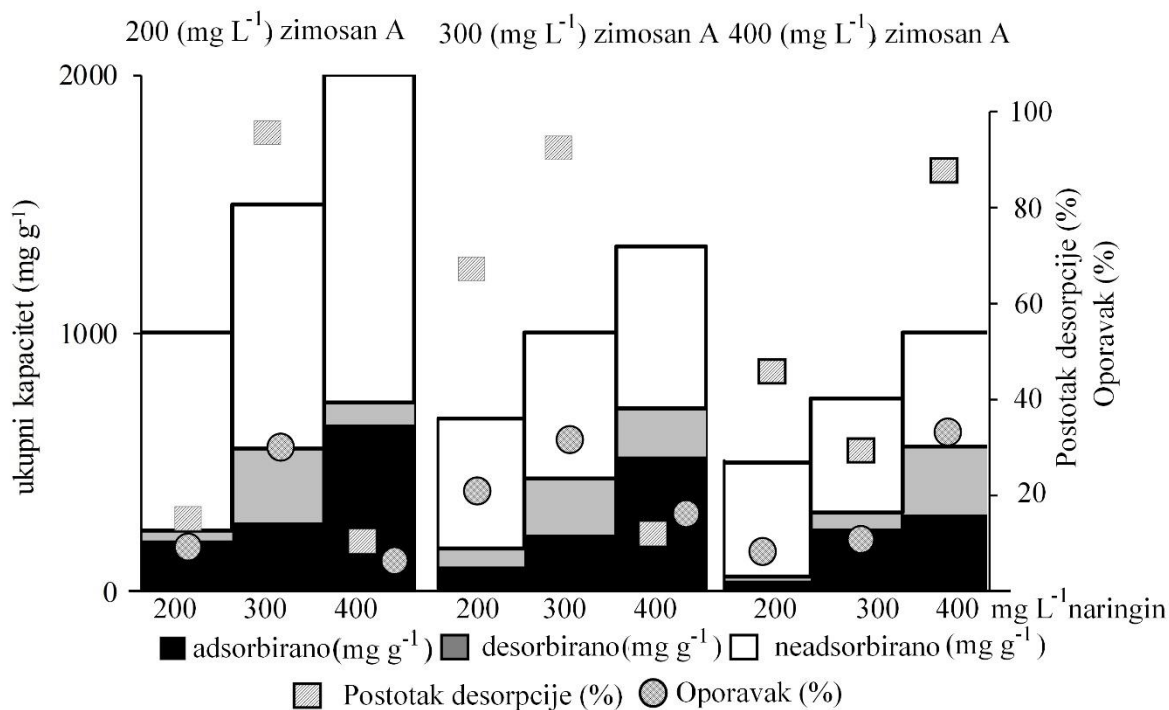 200 (mg L⁻¹) zimosan A 300 (mg L⁻¹) zimosan A 400 (mg L⁻¹) zimosan A
2000
1000
0
ukupni kapacitet (mg g⁻¹)
100
80
60
40
20
Postotak desorpcije (%)
Oporavak (%)
200 300 400 200 300 400 200 300 400 mg L⁻¹ naringin
adsorbirano (mg g⁻¹) desorbirano (mg g⁻¹) neadsorbirano (mg g⁻¹)
Postotak desorpcije (%) Oporavak (%)